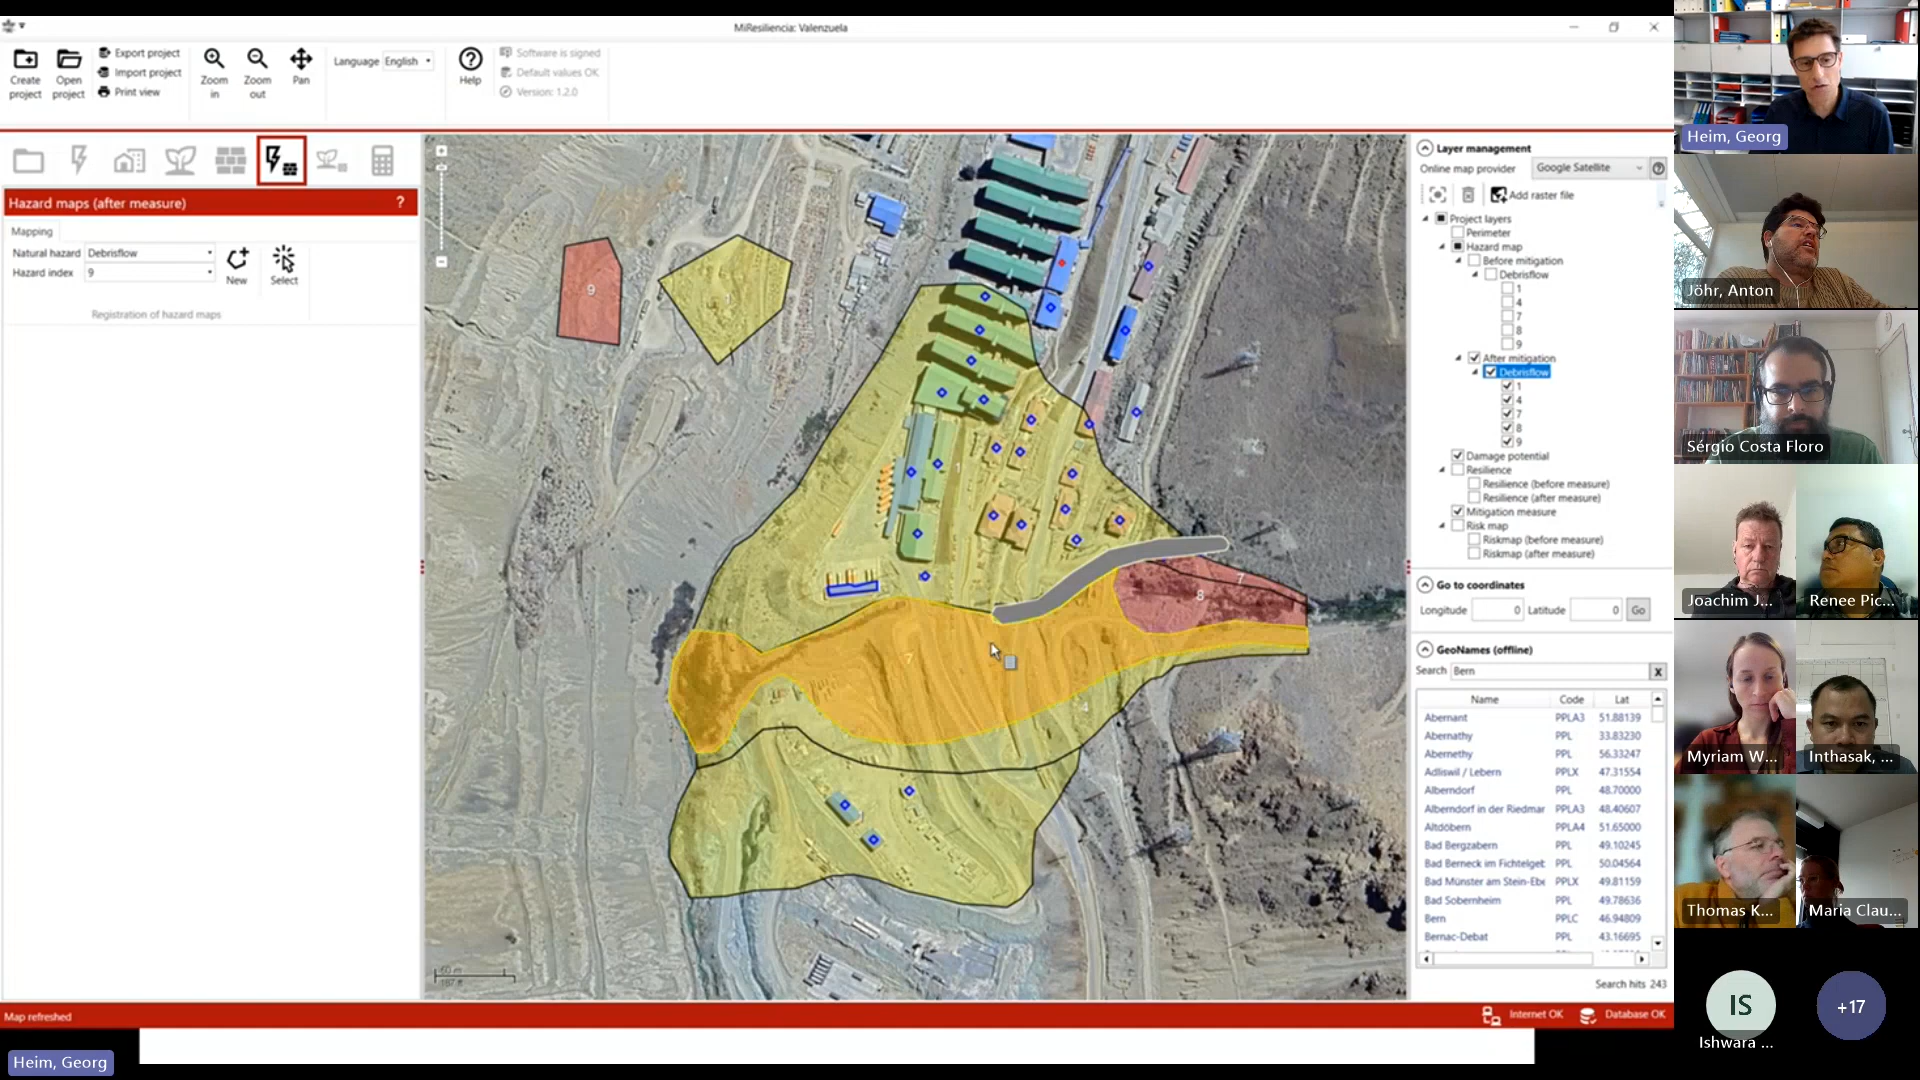 MiResiliencia: Valenzuela
Create project
Open project
Export project
Import project
Print view
Zoom in
Zoom out
Pan
Language English
Help
Software is signed
Default values OK
Version: 1.2.0
Hazard maps (after measure) ?
Mapping
Natural hazard Debrisflow
Hazard index 9
New
Select
Registration of hazard maps
9
1
1
7
8
7
4
Layer management
Online map provider Google Satellite
Add raster file
Project layers
Perimeter
Hazard map
Before mitigation
Debrisflow
1
4
7
8
9
After mitigation
Debrisflow
1
4
7
8
9
Damage potential
Resilience
Resilience (before measure)
Resilience (after measure)
Mitigation measure
Risk map
Riskmap (before measure)
Riskmap (after measure)
Go to coordinates
Longitude 0 Latitude 0 Go
GeoNames (offline)
Search Bern X
Name Code Lat
Abernant PPLA3 51.88139
Abernathy PPL 33.83230
Abernethy PPL 56.33247
Adliswil / Lebern PPLX 47.31554
Alberndorf PPL 48.70000
Alberndorf in der Riedmar PPLA3 48.40607
Altdöbern PPLA4 51.65000
Bad Bergzabern PPL 49.10245
Bad Berneck im Fichtelget PPL 50.04564
Bad Münster am Stein-Ebe PPLX 49.81159
Bad Sobernheim PPL 49.78636
Bern PPLC 46.94809
Bernac-Debat PPL 43.16695
Search hits 243
Map refreshed
Internet OK
Database OK
Heim, Georg
Heim, Georg
Jöhr, Anton
Sérgio Costa Floro
Joachim J...
Renee Pic...
Myriam W...
Inthasak, ...
Thomas K...
Maria Clau...
IS
Ishwara ...
+17